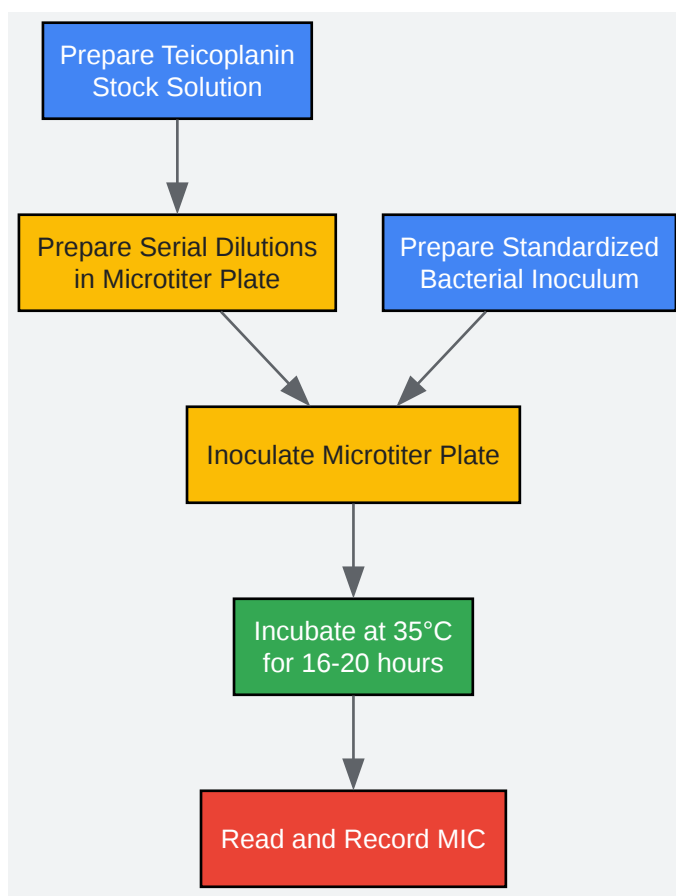 Prepare Teicoplanin
Stock Solution
Prepare Serial Dilutions
in Microtiter Plate
Prepare Standardized
Bacterial Inoculum
Inoculate Microtiter Plate
Incubate at 35°C
for 16-20 hours
Read and Record MIC